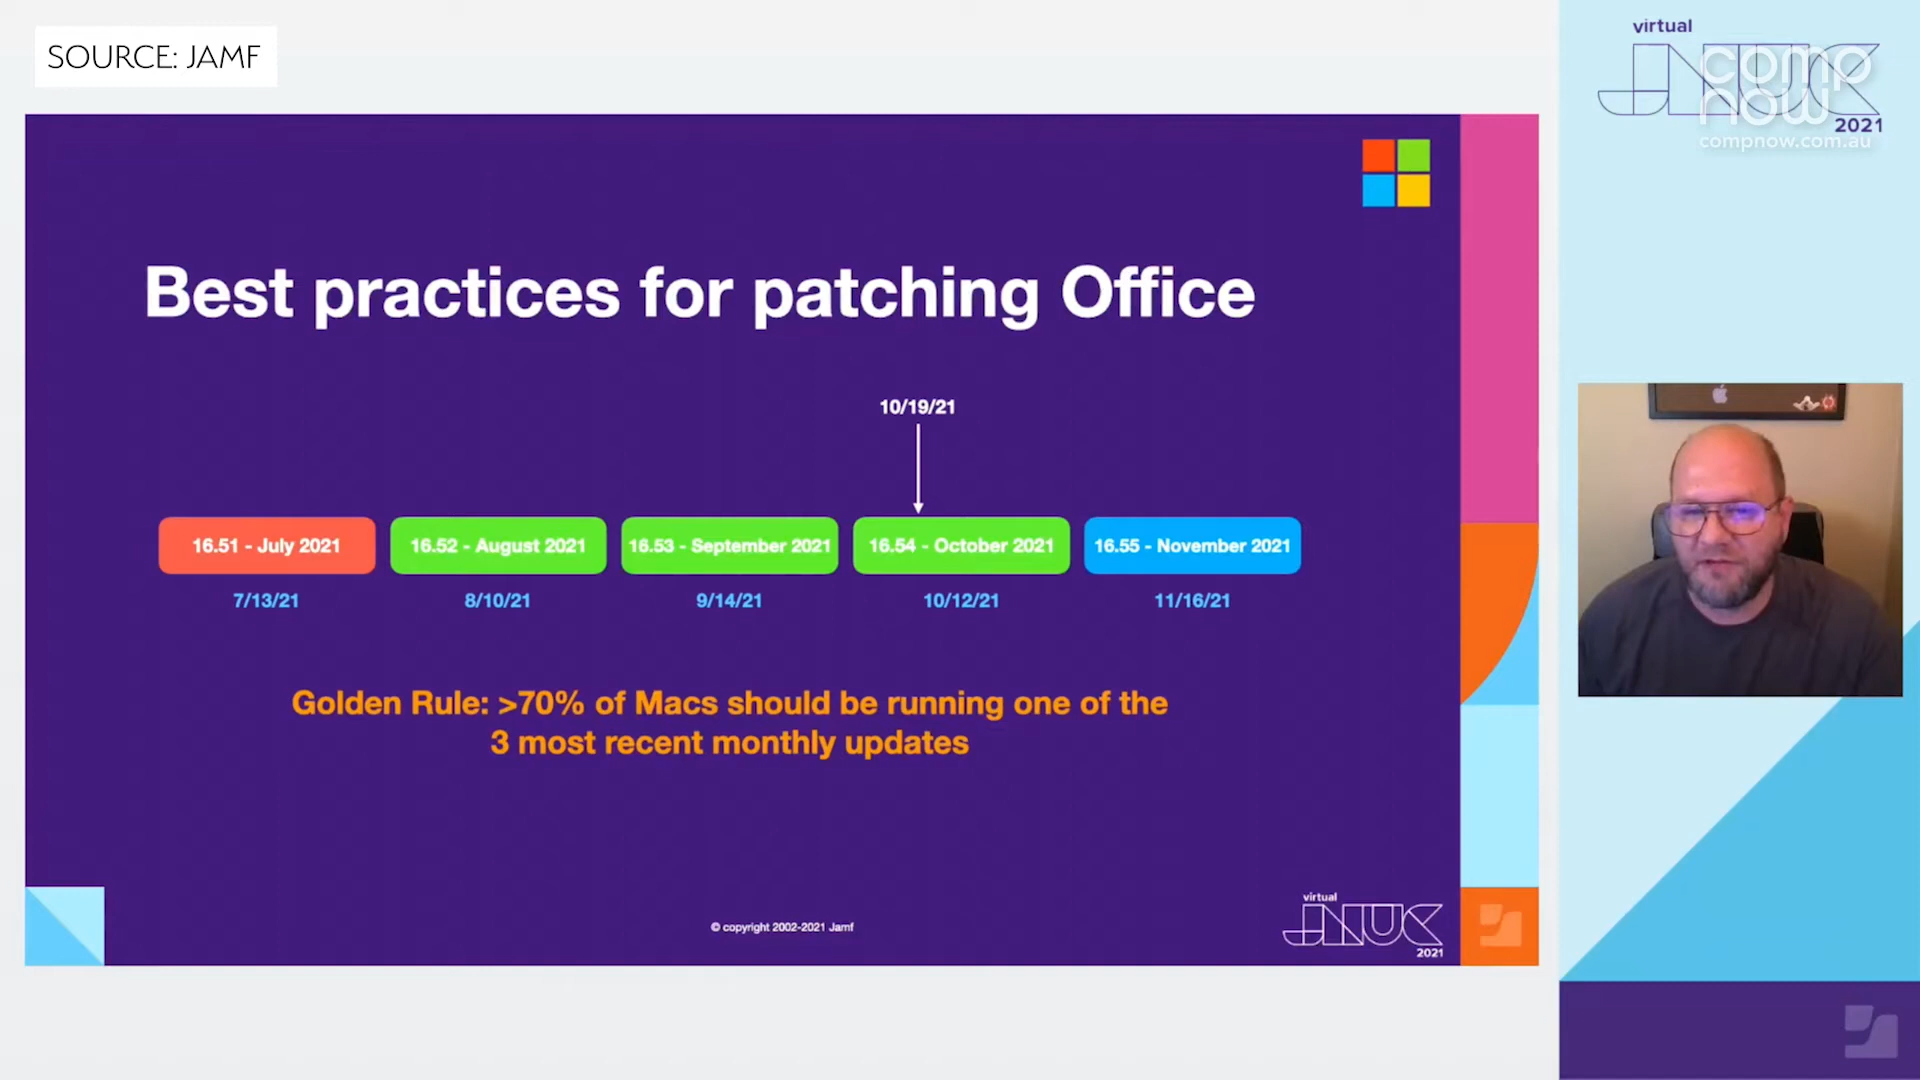 SOURCE: JAMF
virtual
JNUC
2021
comp
now
compnow.com.au
Best practices for patching Office
10/19/21
16.51 - July 2021
16.52 - August 2021
16.53 - September 2021
16.54 - October 2021
16.55 - November 2021
7/13/21
8/10/21
9/14/21
10/12/21
11/16/21
Golden Rule: >70% of Macs should be running one of the
3 most recent monthly updates
© copyright 2002-2021 Jamf
virtual
JNUC
2021